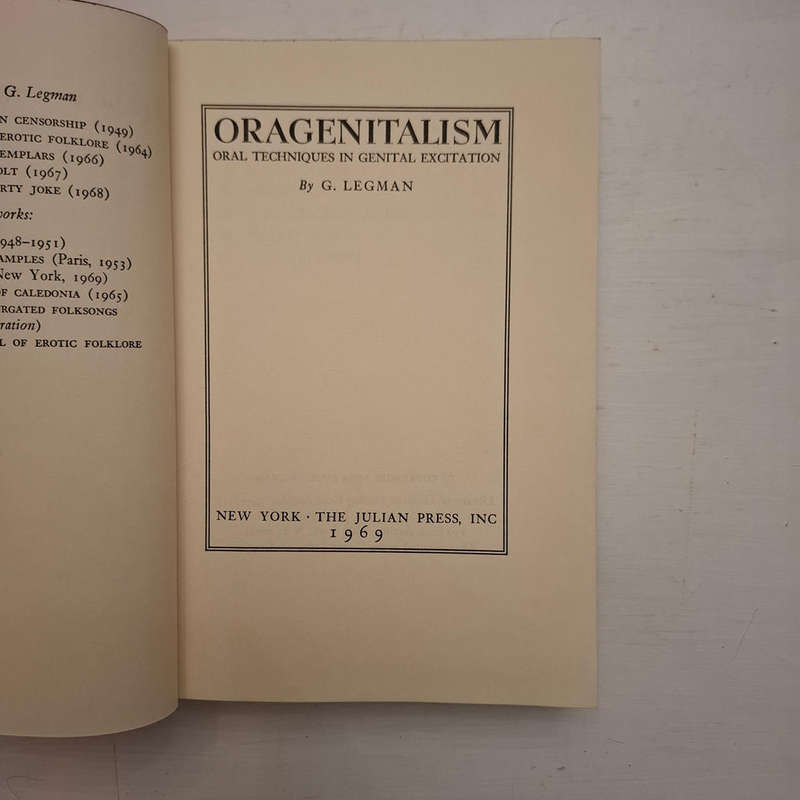 G. Legman
N CENSORSHIP (1949)
EROTIC FOLKLORE (1964)
EMPLARS (1966)
OLT (1967)
RTY JOKE (1968)
works:
948–1951)
AMPLES (Paris, 1953)
New York, 1969)
OF CALEDONIA (1965)
RGATED FOLKSONGS
ration)
L OF EROTIC FOLKLORE
ORAGENITALISM
ORAL TECHNIQUES IN GENITAL EXCITATION
By G. LEGMAN
NEW YORK · THE JULIAN PRESS, INC
1969